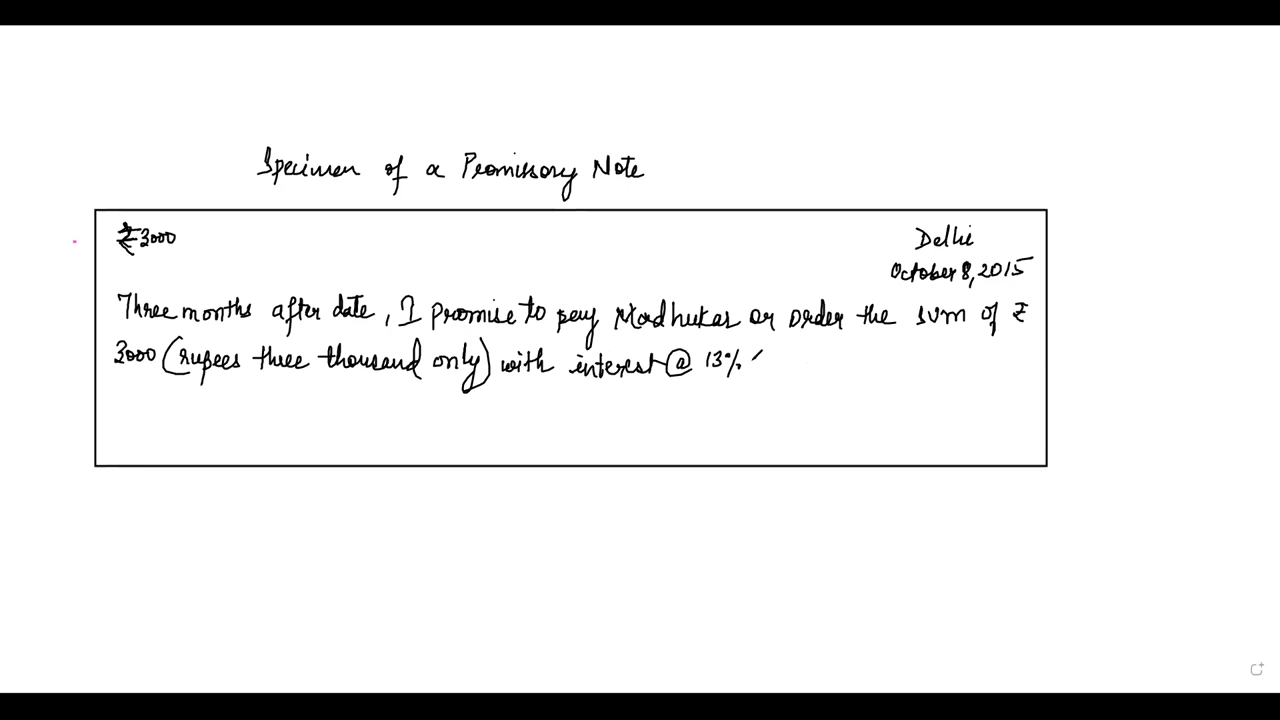 Specimen of a Promissory Note
₹3000
Delhi
October 8, 2015
Three months after date, I promise to pay Madhukar or order the sum of ₹
3000 (rupees three thousand only) with interest @ 13%